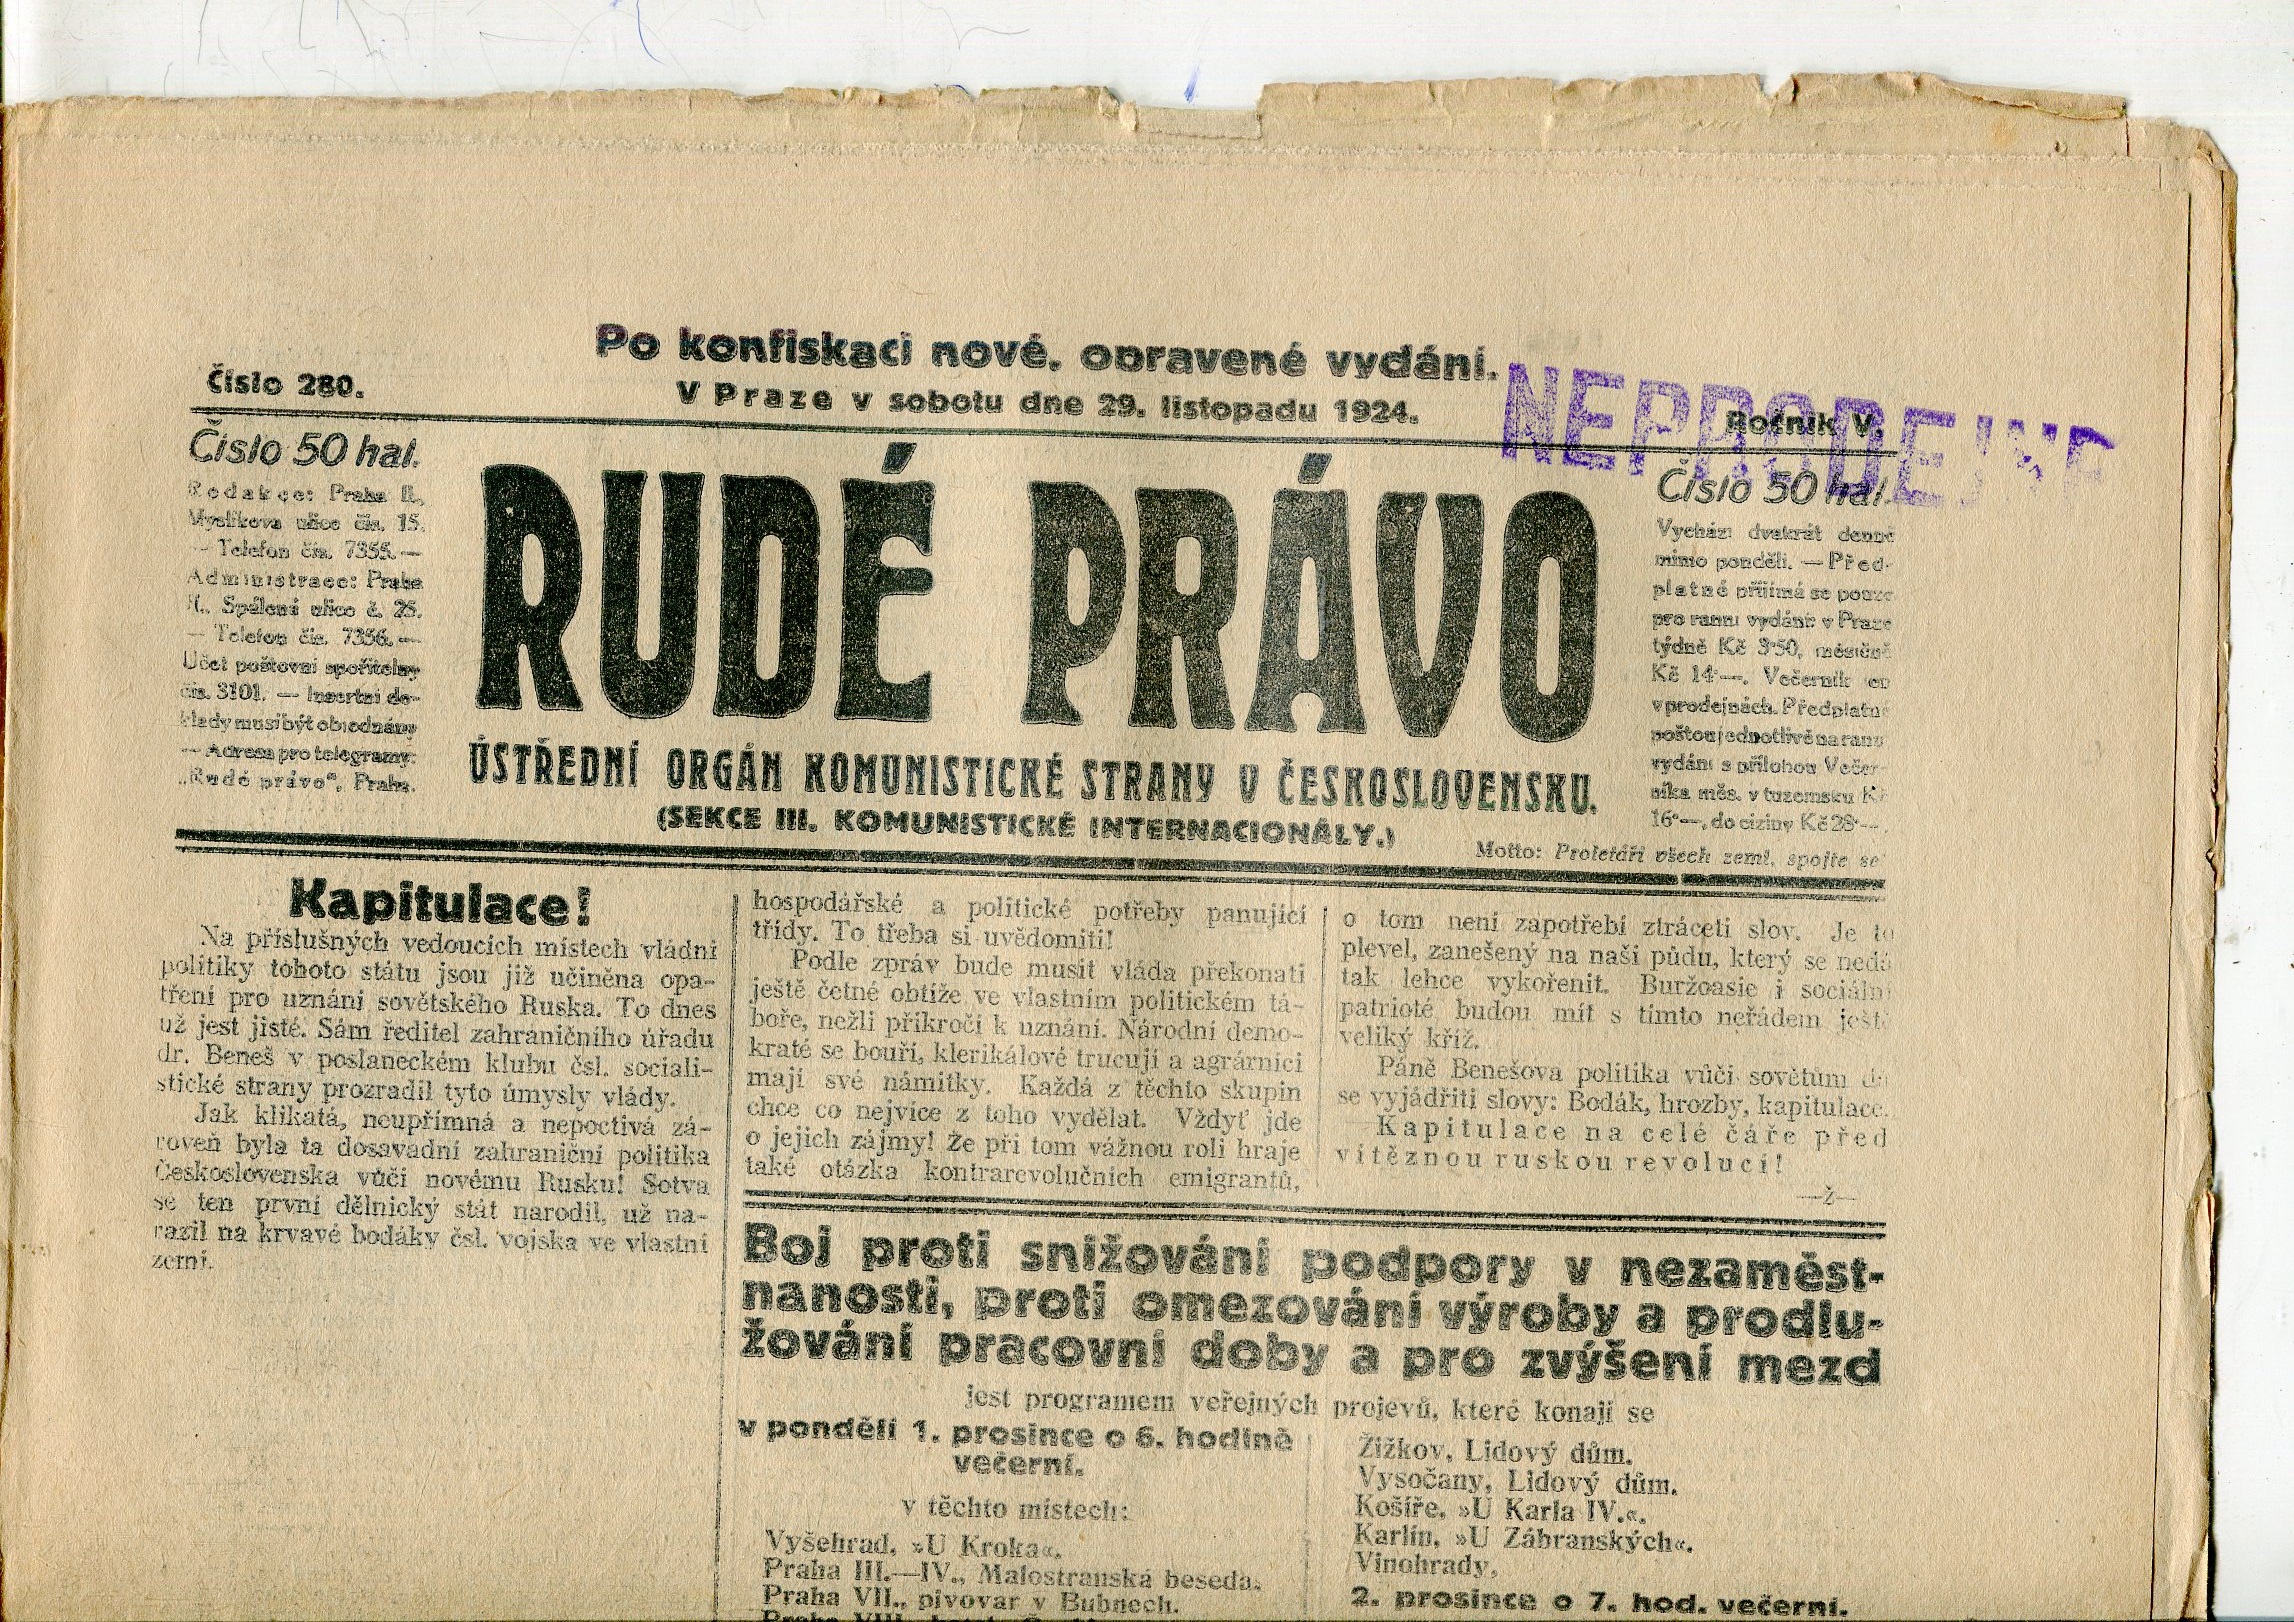 Po konfiskaci nové, opravené vydání.
Číslo 280.
V Praze v sobotu dne 29. listopadu 1924.
Ročník V.
NEPRODEJNÉ
Číslo 50 hal.
Redakce: Praha II.,
Myslíkova ulice čís. 15.
— Telefon čís. 7355. —
Administrace: Praha
II., Spálená ulice č. 25.
— Telefon čís. 7356. —
Účet poštovní spořitelny
čís. 3101. — Insertní do-
klady musí být objednány
— Adresa pro telegramy:
„Rudé právo“, Praha.
RUDÉ PRÁVO
ÚSTŘEDNÍ ORGÁN KOMUNISTICKÉ STRANY V ČESKOSLOVENSKU.
(SEKCE III. KOMUNISTICKÉ INTERNACIONÁLY.)
Číslo 50 hal.
Vychází dvakrát denně
mimo pondělí. — Před-
platné přijímá se pouze
pro ranní vydání: v Praze
týdně Kč 3·50, měsíčně
Kč 14·—. Večerník
v prodejnách. Předplatné
poštou jednotlivě na ranní
vydání s přílohou Večer-
níka měs. v tuzemsku Kč
16·—, do ciziny Kč 28·—.
Motto: Proletáři všech zemí, spojte se
Kapitulace!
Na příslušných vedoucích místech vládní
politiky tohoto státu jsou již učiněna opa-
tření pro uznání sovětského Ruska. To dnes
už jest jisté. Sám ředitel zahraničního úřadu
dr. Beneš v poslaneckém klubu čsl. sociali-
stické strany prozradil tyto úmysly vlády.
Jak klikatá, neupřímná a nepoctivá zá-
roveň byla ta dosavadní zahraniční politika
Československa vůči novému Rusku! Sotva
se ten první dělnický stát narodil, už na-
razil na krvavé bodáky čsl. vojska ve vlastní
zemi.
hospodářské a politické potřeby panující
třídy. To třeba si uvědomiti!
Podle zpráv bude musit vláda překonati
ještě četné obtíže ve vlastním politickém tá-
boře, nežli přikročí k uznání. Národní demo-
kraté se bouří, klerikálové trucují a agrárníci
mají své námitky. Každá z těchto skupin
chce co nejvíce z toho vydělat. Vždyť jde
o jejich zájmy! Že při tom vážnou roli hraje
také otázka kontrarevolučních emigrantů,
o tom není zapotřebí ztráceti slov. Je to
plevel, zanešený na naši půdu, který se nedá
tak lehce vykořenit. Buržoasie i sociální
patrioté budou mít s tímto neřádem ještě
veliký kříž.
Páně Benešova politika vůči sovětům dá
se vyjádřiti slovy: Bodák, hrozby, kapitulace.
Kapitulace na celé čáře před
vítěznou ruskou revolucí!
—ž—
Boj proti snižování podpory v nezaměst-
nanosti, proti omezování výroby a prodlu-
žování pracovní doby a pro zvýšení mezd
jest programem veřejných projevů, které konají se
v pondělí 1. prosince o 6. hodině
večerní.
v těchto místech:
Vyšehrad, »U Kroka«.
Praha III.—IV., Malostranská beseda.
Praha VII., pivovar v Bubnech.
Praha VIII.,
Žižkov, Lidový dům.
Vysočany, Lidový dům.
Košíře, »U Karla IV.«.
Karlín, »U Zábranských«.
Vinohrady,
2. prosince o 7. hod. večerní.